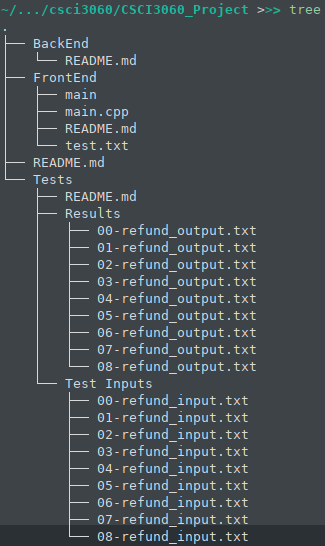 ~/.../csci3060/CSCI3060_Project >>> tree
.
├── BackEnd
│   └── README.md
├── FrontEnd
│   ├── main
│   ├── main.cpp
│   ├── README.md
│   └── test.txt
├── README.md
└── Tests
    ├── README.md
    ├── Results
    │   ├── 00-refund_output.txt
    │   ├── 01-refund_output.txt
    │   ├── 02-refund_output.txt
    │   ├── 03-refund_output.txt
    │   ├── 04-refund_output.txt
    │   ├── 05-refund_output.txt
    │   ├── 06-refund_output.txt
    │   ├── 07-refund_output.txt
    │   └── 08-refund_output.txt
    └── Test Inputs
        ├── 00-refund_input.txt
        ├── 01-refund_input.txt
        ├── 02-refund_input.txt
        ├── 03-refund_input.txt
        ├── 04-refund_input.txt
        ├── 05-refund_input.txt
        ├── 06-refund_input.txt
        ├── 07-refund_input.txt
        └── 08-refund_input.txt